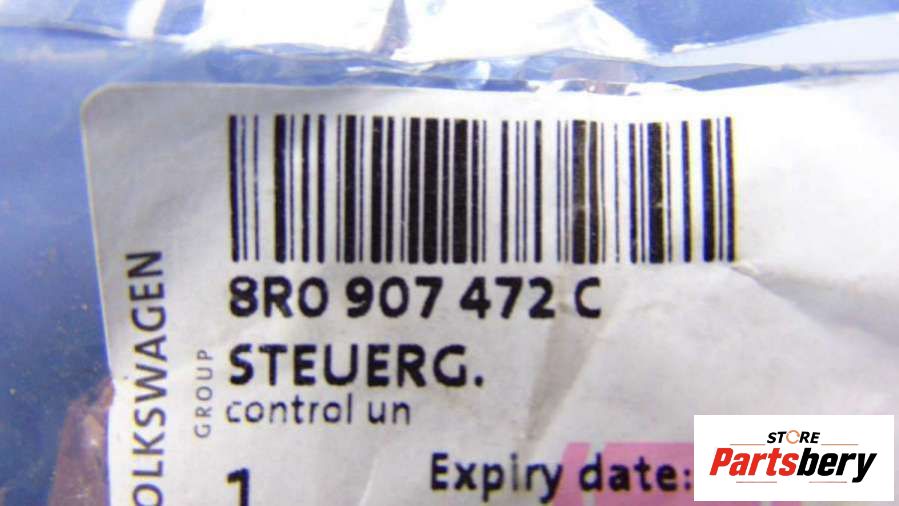 8R0 907 472 C
STEUERG.
control un
1
Expiry date:
OLKSWAGEN
GROUP
STORE
Partsbery